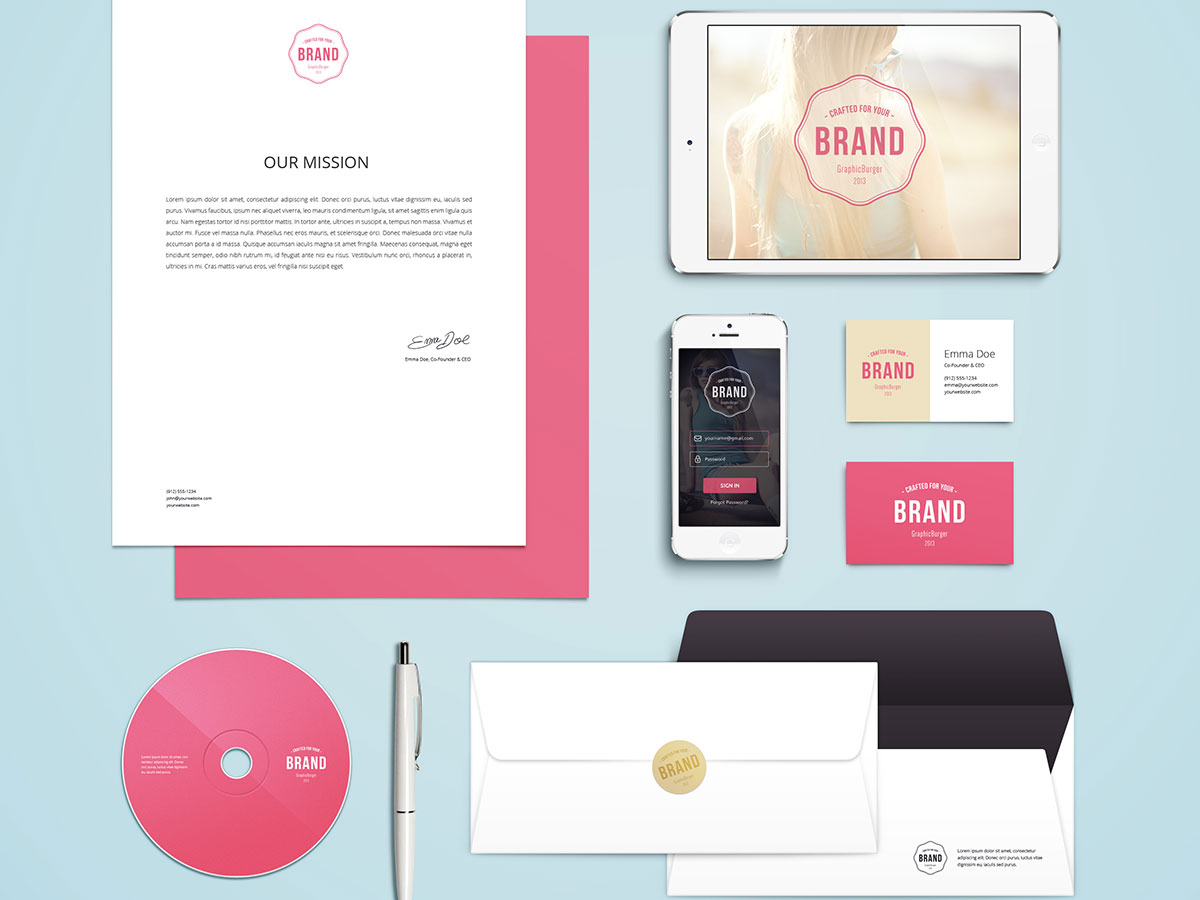 - CRAFTED FOR YOUR -
BRAND
GraphicBurger
2013
OUR MISSION
Lorem ipsum dolor sit amet, consectetur adipiscing elit. Donec orci purus, luctus vitae dignissim eu, iaculis sed
purus. Vivamus faucibus, ipsum nec aliquet viverra, leo mauris condimentum ligula, sit amet sagittis enim ligula quis
arcu. Nam egestas tortor id nisi porttitor mattis. In tortor ante, ultricies in suscipit a, tempus non massa. Vivamus et
auctor mi. Fusce vel massa nulla. Phasellus nec eros mauris, et scelerisque orci. Donec malesuada orci vitae nulla
accumsan porta a id massa. Quisque accumsan iaculis magna sit amet fringilla. Maecenas consequat, magna eget
tincidunt semper, odio nibh rutrum mi, id feugiat ante nisi eu risus. Vestibulum nunc orci, rhoncus a placerat in,
ultricies in mi. Cras mattis varius eros, vel fringilla nisi suscipit eget.
Emma Doe
Emma Doe, Co-Founder & CEO
(912) 555-1234
john@yourwebsite.com
yourwebsite.com
- CRAFTED FOR YOUR -
BRAND
GraphicBurger
2013
CRAFTED FOR YOUR
BRAND
GraphicBurger
yourname@gmail.com
Password
SIGN IN
Forgot Password?
- CRAFTED FOR YOUR -
BRAND
GraphicBurger
2013
Emma Doe
Co-Founder & CEO
(912) 555-1234
emma@yourwebsite.com
yourwebsite.com
- CRAFTED FOR YOUR -
BRAND
GraphicBurger
2013
Lorem ipsum dolor sit amet, consec
tetur adipiscing elit. Donec
orci purus, luctus vitae dignissim
eu, iaculis sed purus.
- CRAFTED FOR YOUR -
BRAND
GraphicBurger
2013
CRAFTED FOR YOUR
BRAND
CRAFTED FOR YOUR
BRAND
Lorem ipsum dolor sit amet, consectetur
adipiscing elit. Donec orci purus, luctus vitae
dignissim eu, iaculis sed purus.